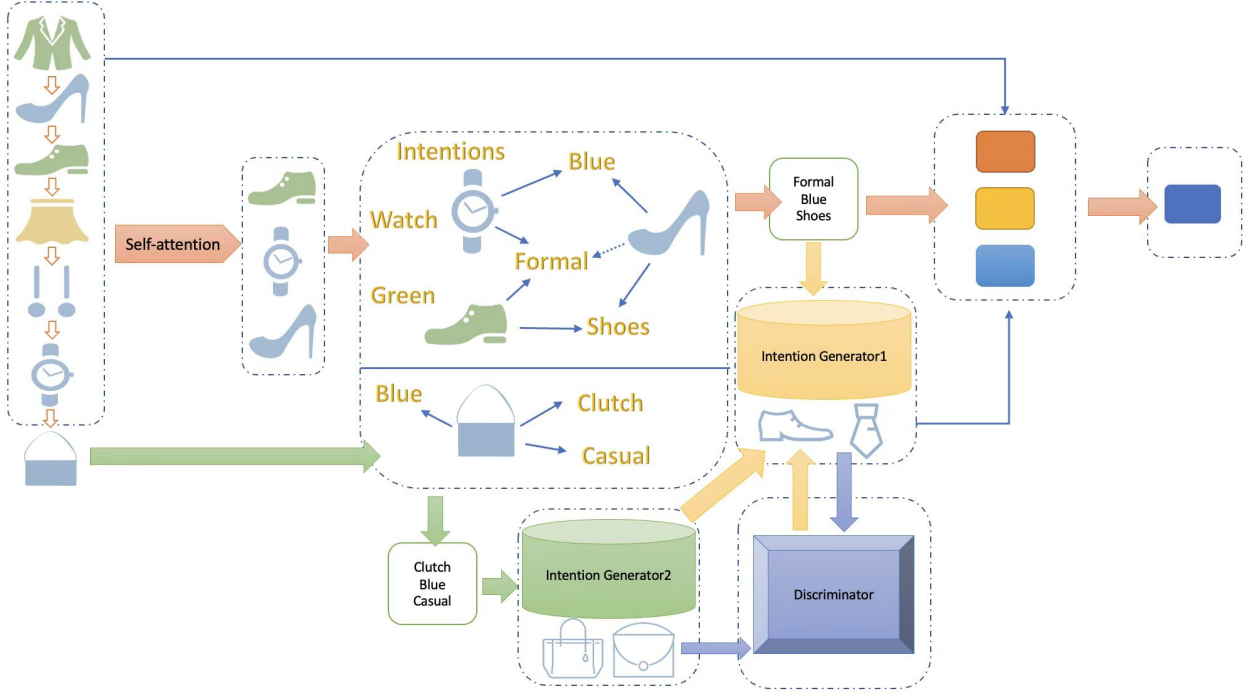 Self-attention
Intentions
Blue
Watch
Formal
Green
Shoes
Blue
Clutch
Casual
Formal
Blue
Shoes
Intention Generator1
Clutch
Blue
Casual
Intention Generator2
Discriminator